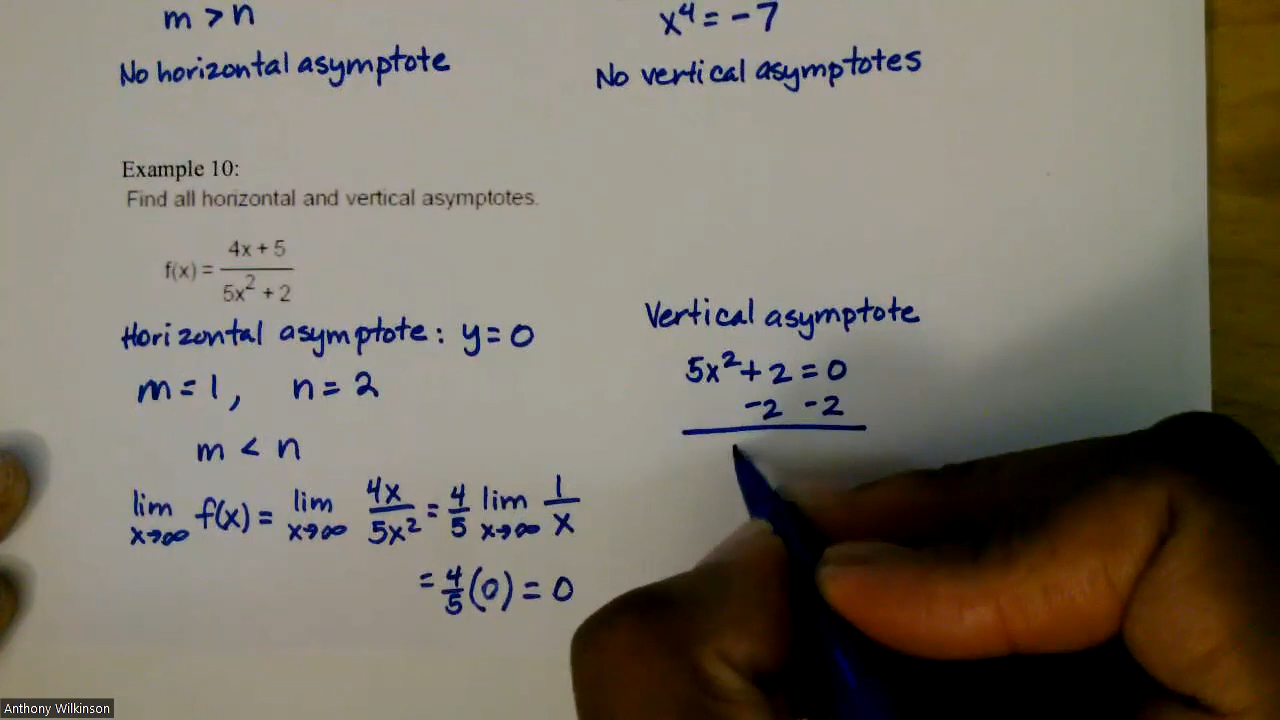 m > n
No horizontal asymptote
x⁴ = -7
No vertical asymptotes
Example 10:
Find all horizontal and vertical asymptotes.
f(x) = (4x + 5)/(5x² + 2)
Horizontal asymptote: y = 0
m = 1, n = 2
m < n
lim x→∞ f(x) = lim x→∞ 4x/5x² = 4/5 lim x→∞ 1/x
= 4/5 (0) = 0
Vertical asymptote
5x² + 2 = 0
-2 -2
Anthony Wilkinson